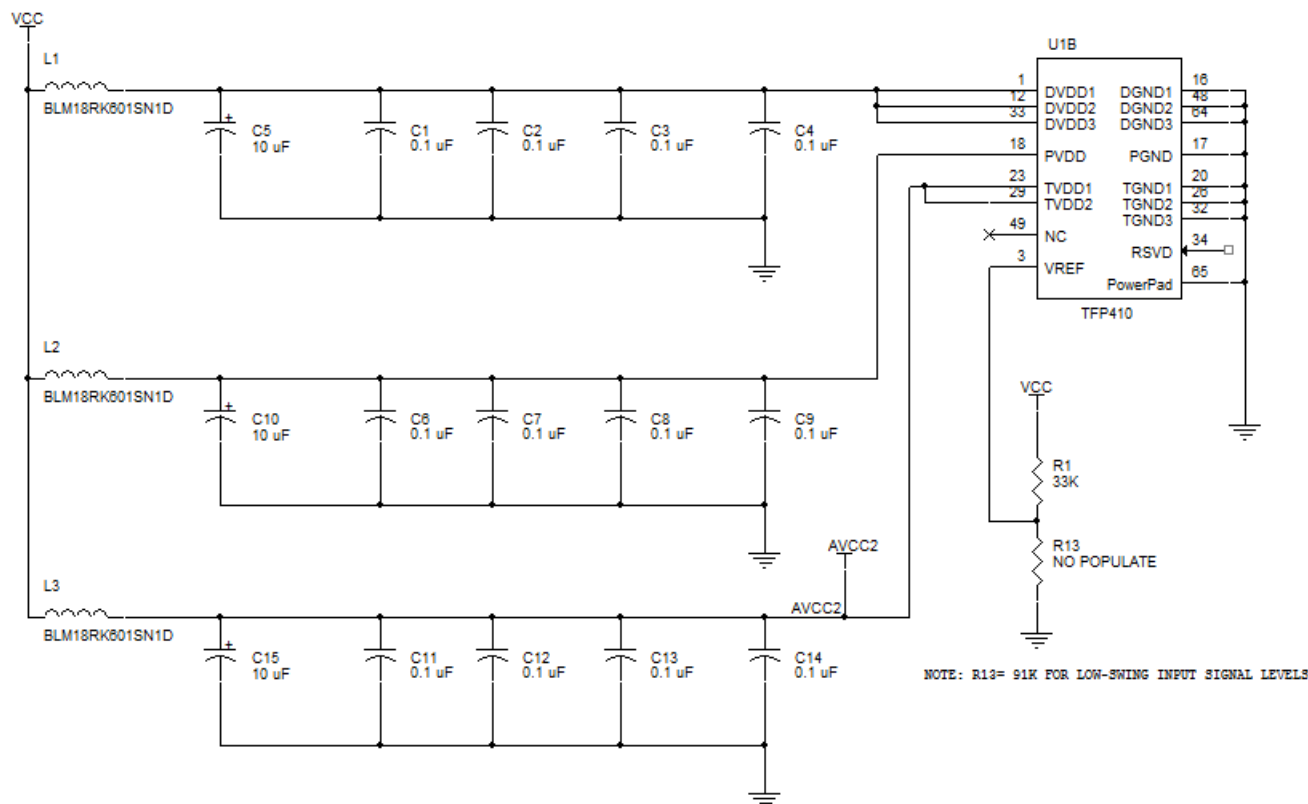 VCC
L1
BLM18RK601SN1D
C5
10 uF
C1
0.1 uF
C2
0.1 uF
C3
0.1 uF
C4
0.1 uF
U1B
1 DVDD1 DGND1 16
12 DVDD2 DGND2 48
33 DVDD3 DGND3 64
18 PVDD PGND 17
23 TVDD1 TGND1 20
29 TVDD2 TGND2 26
TGND3 32
49 NC
RSVD 34
3 VREF
PowerPad 65
TFP410
L2
BLM18RK601SN1D
C10
10 uF
C6
0.1 uF
C7
0.1 uF
C8
0.1 uF
C9
0.1 uF
VCC
R1
33K
R13
NO POPULATE
NOTE: R13= 91K FOR LOW-SWING INPUT SIGNAL LEVELS
L3
BLM18RK601SN1D
AVCC2
AVCC2
C15
10 uF
C11
0.1 uF
C12
0.1 uF
C13
0.1 uF
C14
0.1 uF